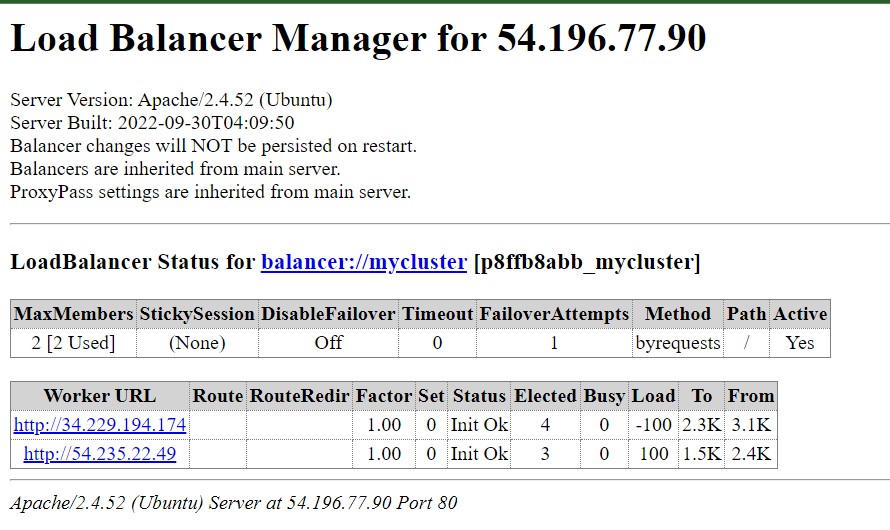 Load Balancer Manager for 54.196.77.90
Server Version: Apache/2.4.52 (Ubuntu)
Server Built: 2022-09-30T04:09:50
Balancer changes will NOT be persisted on restart.
Balancers are inherited from main server.
ProxyPass settings are inherited from main server.
LoadBalancer Status for balancer://mycluster [p8ffb8abb_mycluster]
MaxMembers StickySession DisableFailover Timeout FailoverAttempts Method Path Active
2 [2 Used] (None) Off 0 1 byrequests / Yes
Worker URL Route RouteRedir Factor Set Status Elected Busy Load To From
http://34.229.194.174 1.00 0 Init Ok 4 0 -100 2.3K 3.1K
http://54.235.22.49 1.00 0 Init Ok 3 0 100 1.5K 2.4K
Apache/2.4.52 (Ubuntu) Server at 54.196.77.90 Port 80